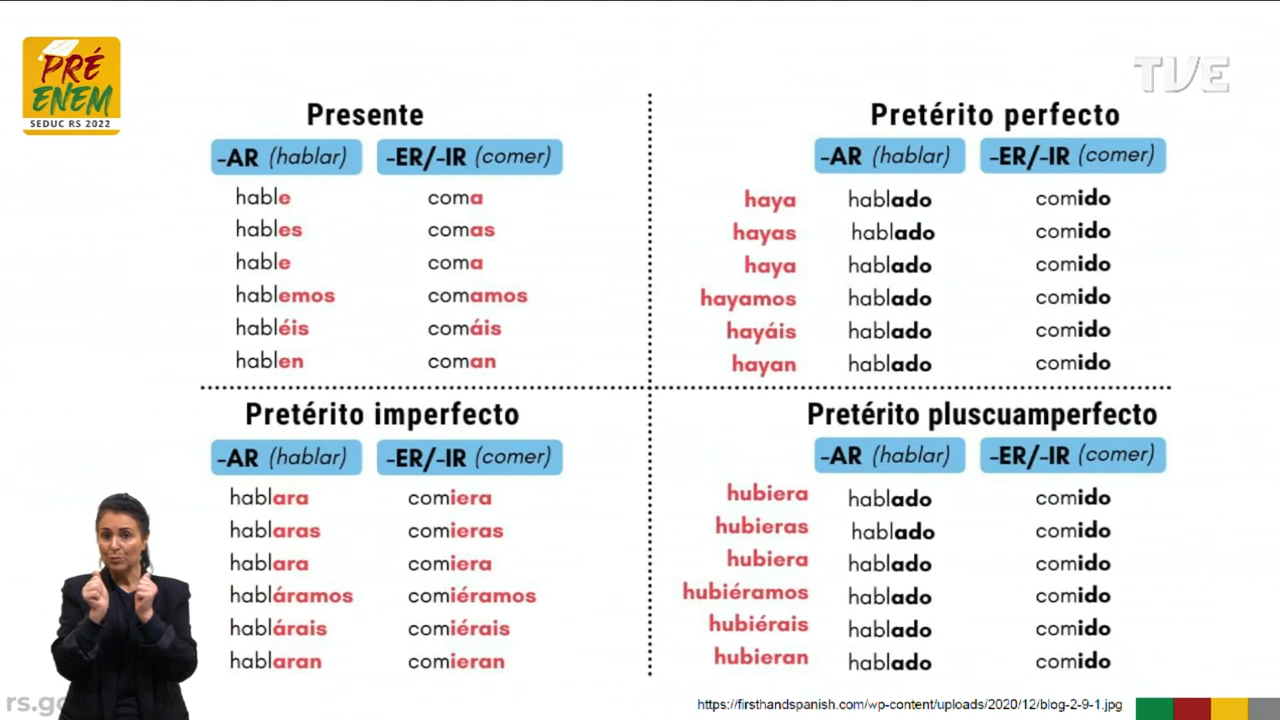 PRÉ
ENEM
SEDUC RS 2022
TVE
Presente
-AR (hablar) -ER/-IR (comer)
hable coma
hables comas
hable coma
hablemos comamos
habléis comáis
hablen coman
Pretérito perfecto
-AR (hablar) -ER/-IR (comer)
haya hablado comido
hayas hablado comido
haya hablado comido
hayamos hablado comido
hayáis hablado comido
hayan hablado comido
Pretérito imperfecto
-AR (hablar) -ER/-IR (comer)
hablara comiera
hablaras comieras
hablara comiera
habláramos comiéramos
hablárais comiérais
hablaran comieran
Pretérito pluscuamperfecto
-AR (hablar) -ER/-IR (comer)
hubiera hablado comido
hubieras hablado comido
hubiera hablado comido
hubiéramos hablado comido
hubiérais hablado comido
hubieran hablado comido
https://firsthandspanish.com/wp-content/uploads/2020/12/blog-2-9-1.jpg